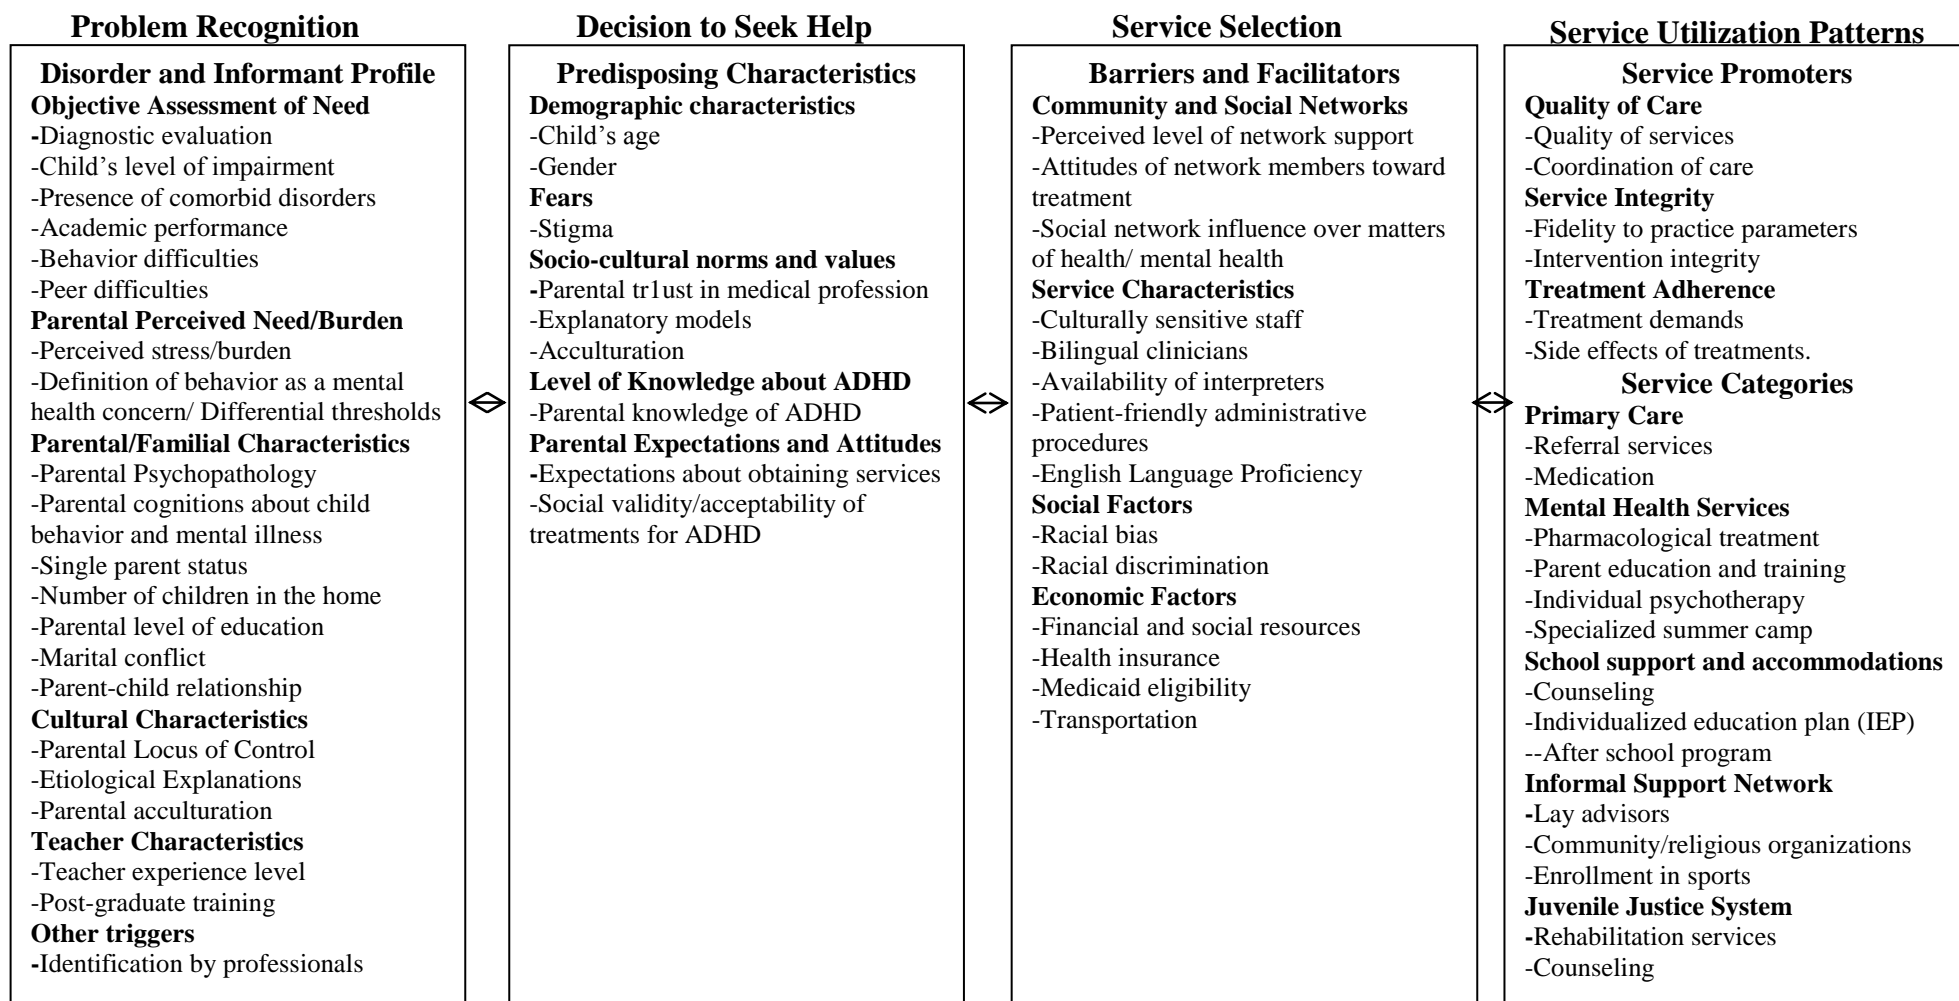 Problem Recognition
Disorder and Informant Profile
Objective Assessment of Need
-Diagnostic evaluation
-Child’s level of impairment
-Presence of comorbid disorders
-Academic performance
-Behavior difficulties
-Peer difficulties
Parental Perceived Need/Burden
-Perceived stress/burden
-Definition of behavior as a mental
health concern/ Differential thresholds
Parental/Familial Characteristics
-Parental Psychopathology
-Parental cognitions about child
behavior and mental illness
-Single parent status
-Number of children in the home
-Parental level of education
-Marital conflict
-Parent-child relationship
Cultural Characteristics
-Parental Locus of Control
-Etiological Explanations
-Parental acculturation
Teacher Characteristics
-Teacher experience level
-Post-graduate training
Other triggers
-Identification by professionals
Decision to Seek Help
Predisposing Characteristics
Demographic characteristics
-Child’s age
-Gender
Fears
-Stigma
Socio-cultural norms and values
-Parental tr1ust in medical profession
-Explanatory models
-Acculturation
Level of Knowledge about ADHD
-Parental knowledge of ADHD
Parental Expectations and Attitudes
-Expectations about obtaining services
-Social validity/acceptability of
treatments for ADHD
Service Selection
Barriers and Facilitators
Community and Social Networks
-Perceived level of network support
-Attitudes of network members toward
treatment
-Social network influence over matters
of health/ mental health
Service Characteristics
-Culturally sensitive staff
-Bilingual clinicians
-Availability of interpreters
-Patient-friendly administrative
procedures
-English Language Proficiency
Social Factors
-Racial bias
-Racial discrimination
Economic Factors
-Financial and social resources
-Health insurance
-Medicaid eligibility
-Transportation
Service Utilization Patterns
Service Promoters
Quality of Care
-Quality of services
-Coordination of care
Service Integrity
-Fidelity to practice parameters
-Intervention integrity
Treatment Adherence
-Treatment demands
-Side effects of treatments.
Service Categories
Primary Care
-Referral services
-Medication
Mental Health Services
-Pharmacological treatment
-Parent education and training
-Individual psychotherapy
-Specialized summer camp
School support and accommodations
-Counseling
-Individualized education plan (IEP)
--After school program
Informal Support Network
-Lay advisors
-Community/religious organizations
-Enrollment in sports
Juvenile Justice System
-Rehabilitation services
-Counseling